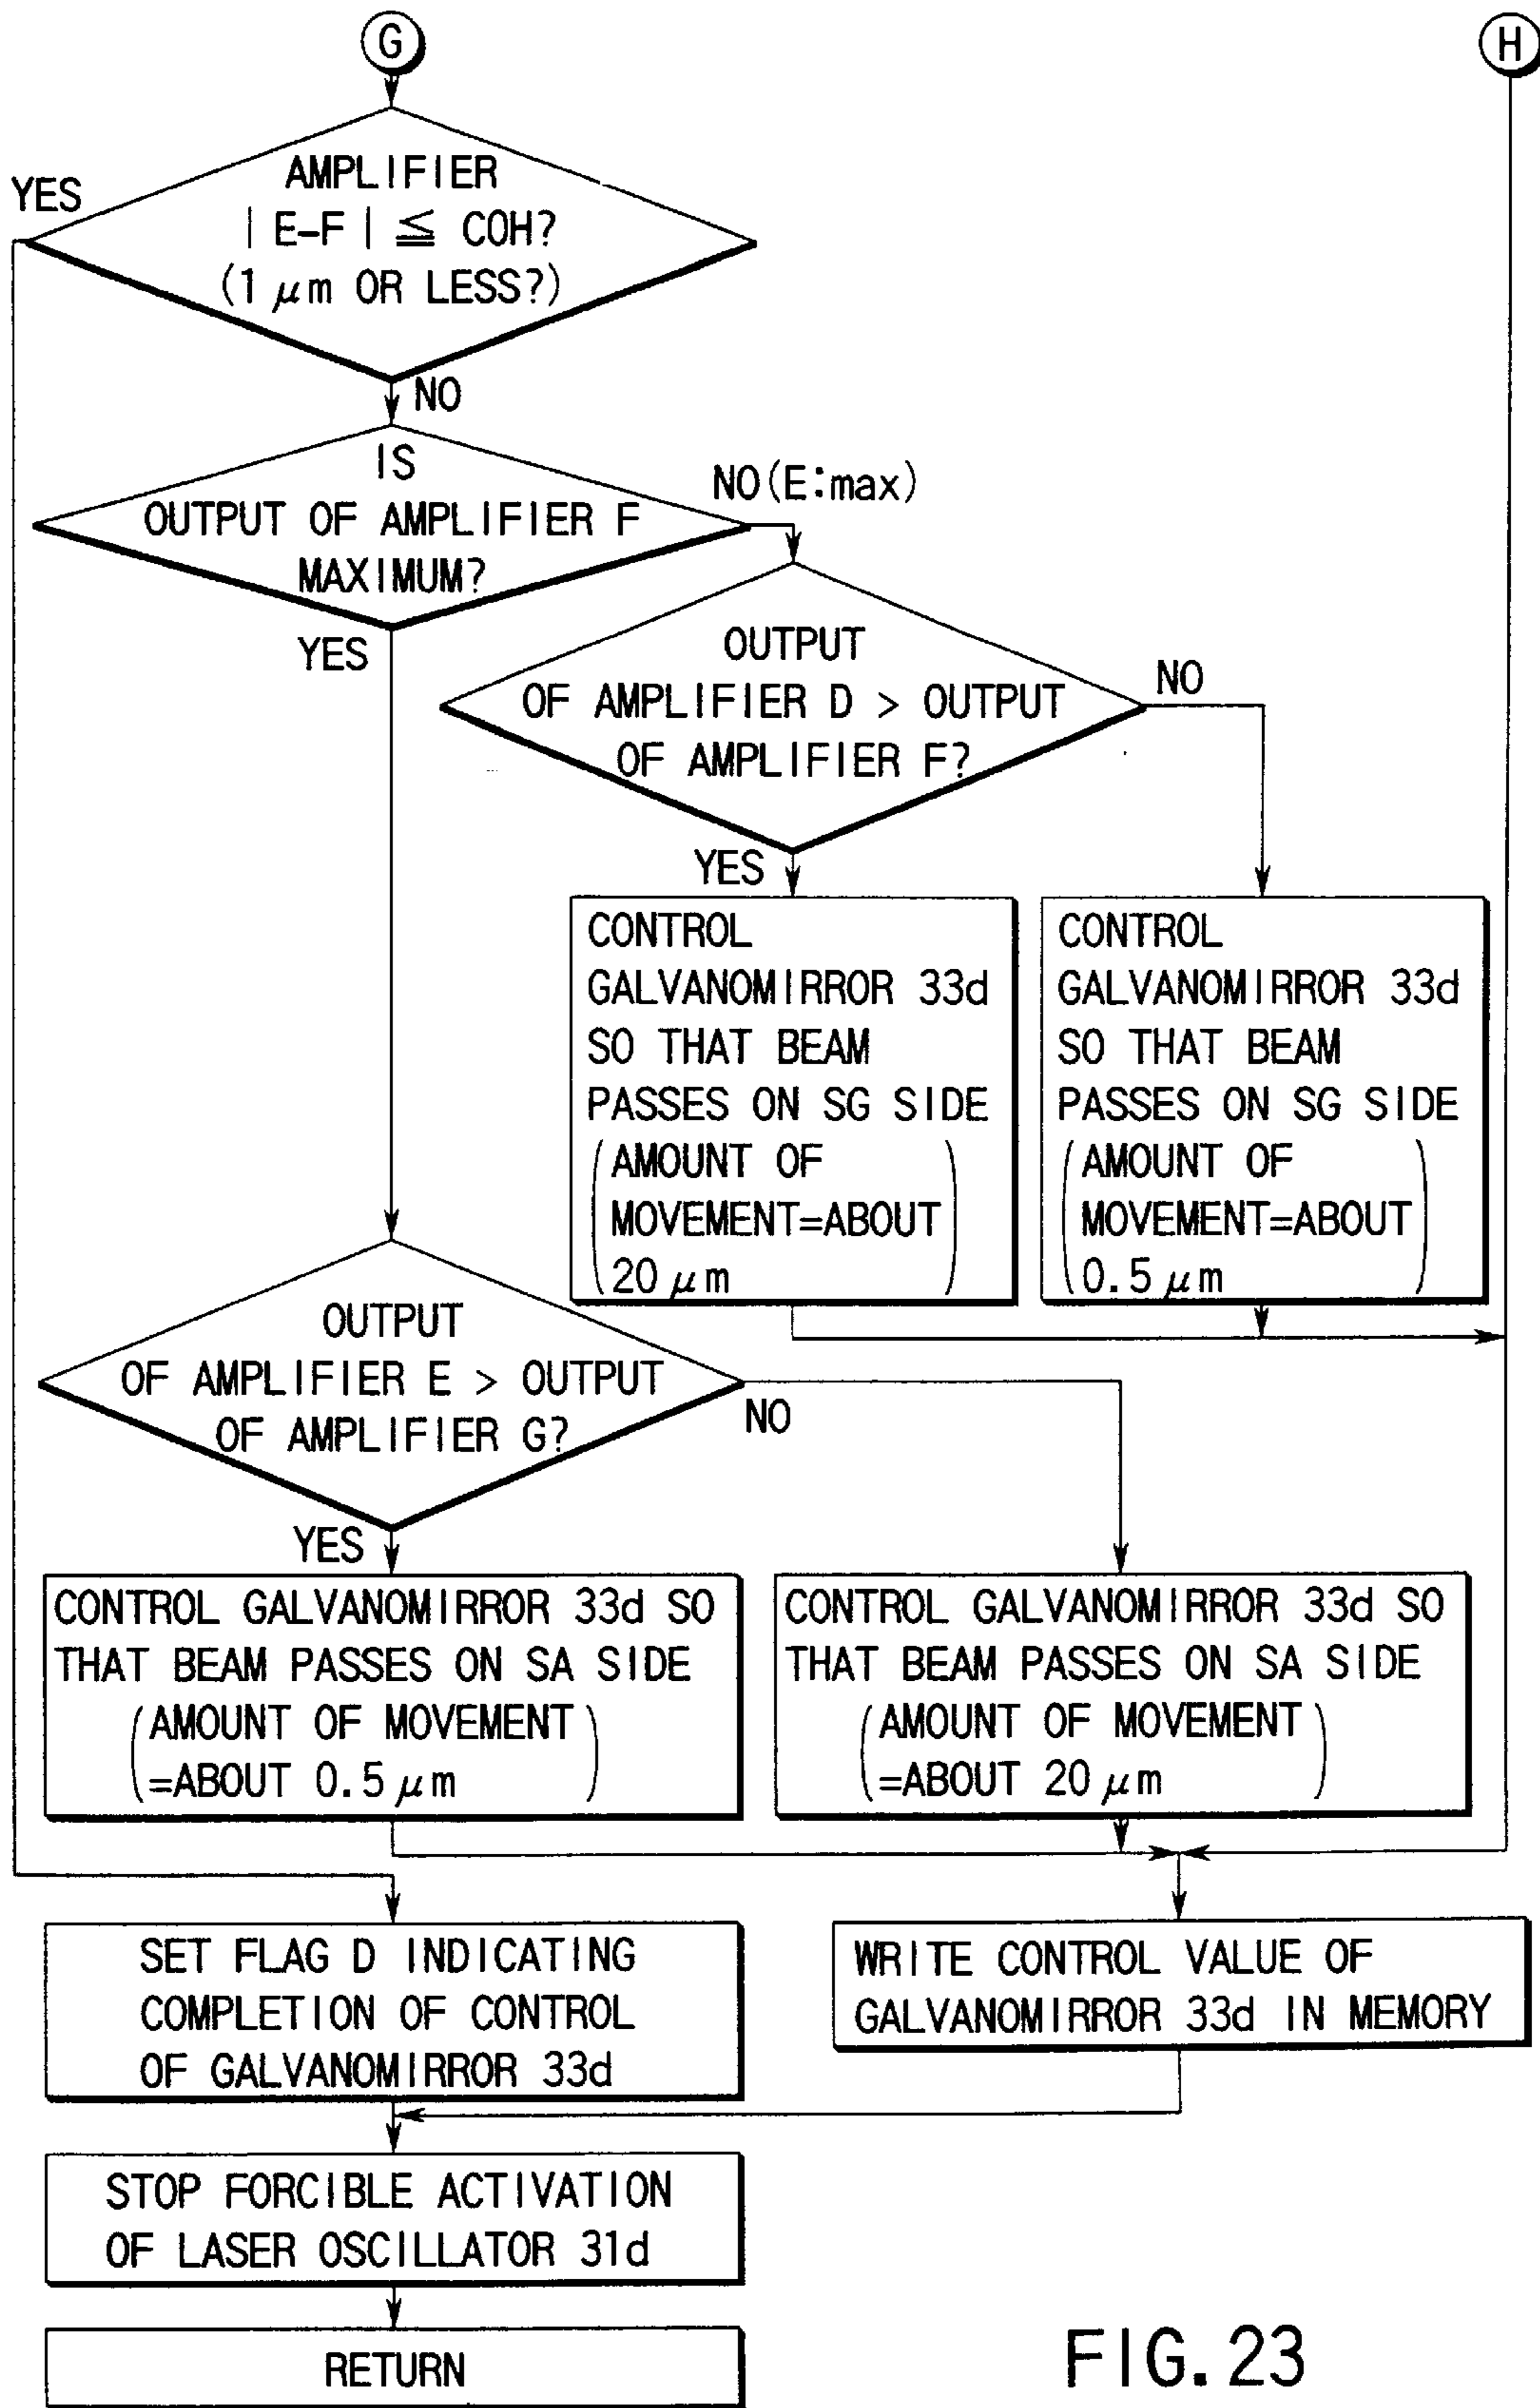 G
H
AMPLIFIER
| E-F | ≦ COH?
(1 μm OR LESS?)
YES
NO
IS
OUTPUT OF AMPLIFIER F
MAXIMUM?
NO(E:max)
YES
OUTPUT
OF AMPLIFIER D > OUTPUT
OF AMPLIFIER F?
NO
YES
CONTROL
GALVANOMIRROR 33d
SO THAT BEAM
PASSES ON SG SIDE
(AMOUNT OF
MOVEMENT=ABOUT
20 μm)
CONTROL
GALVANOMIRROR 33d
SO THAT BEAM
PASSES ON SG SIDE
(AMOUNT OF
MOVEMENT=ABOUT
0.5 μm)
OUTPUT
OF AMPLIFIER E > OUTPUT
OF AMPLIFIER G?
NO
YES
CONTROL GALVANOMIRROR 33d SO
THAT BEAM PASSES ON SA SIDE
(AMOUNT OF MOVEMENT
=ABOUT 0.5 μm)
CONTROL GALVANOMIRROR 33d SO
THAT BEAM PASSES ON SA SIDE
(AMOUNT OF MOVEMENT
=ABOUT 20 μm)
SET FLAG D INDICATING
COMPLETION OF CONTROL
OF GALVANOMIRROR 33d
WRITE CONTROL VALUE OF
GALVANOMIRROR 33d IN MEMORY
STOP FORCIBLE ACTIVATION
OF LASER OSCILLATOR 31d
RETURN
FIG. 23